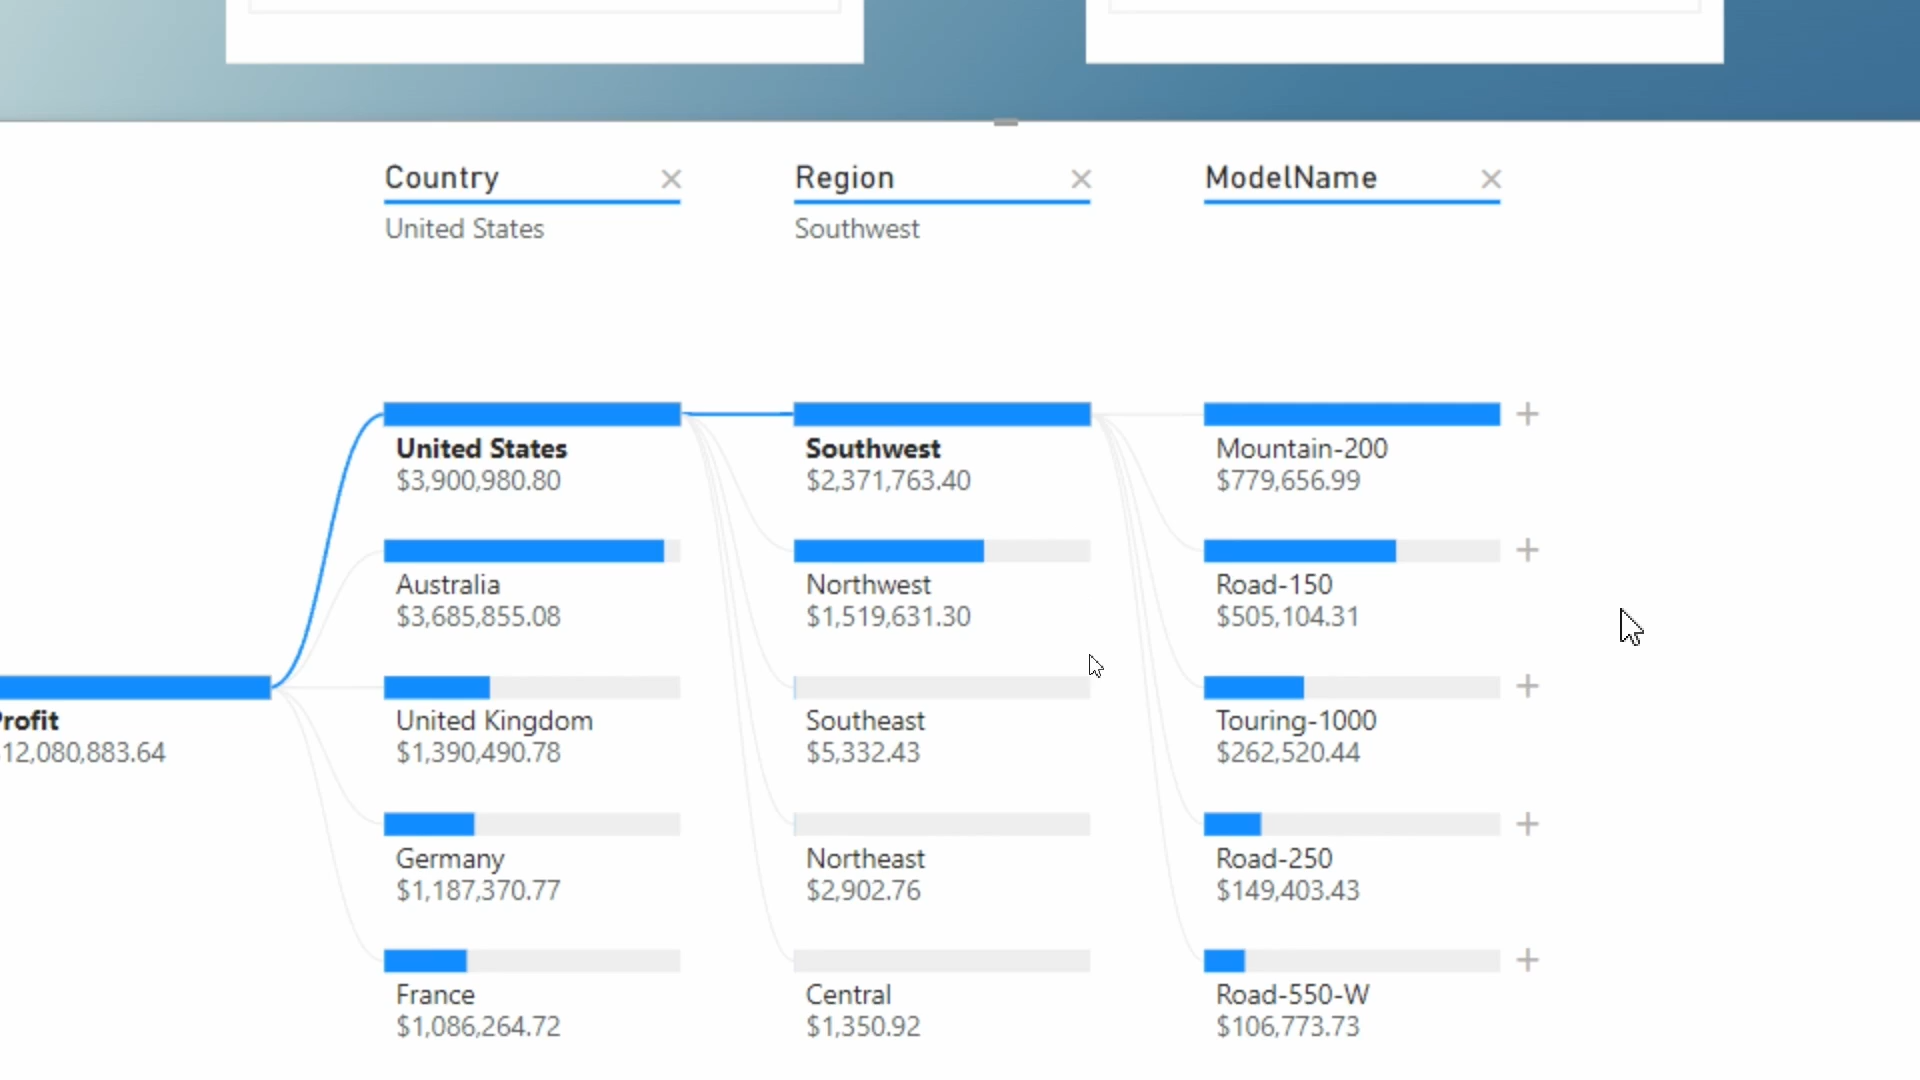 Country
Region
ModelName
United States
Southwest
United States
$3,900,980.80
Australia
$3,685,855.08
United Kingdom
$1,390,490.78
Germany
$1,187,370.77
France
$1,086,264.72
Southwest
$2,371,763.40
Northwest
$1,519,631.30
Southeast
$5,332.43
Northeast
$2,902.76
Central
$1,350.92
Mountain-200
$779,656.99
Road-150
$505,104.31
Touring-1000
$262,520.44
Road-250
$149,403.43
Road-550-W
$106,773.73
Profit
12,080,883.64